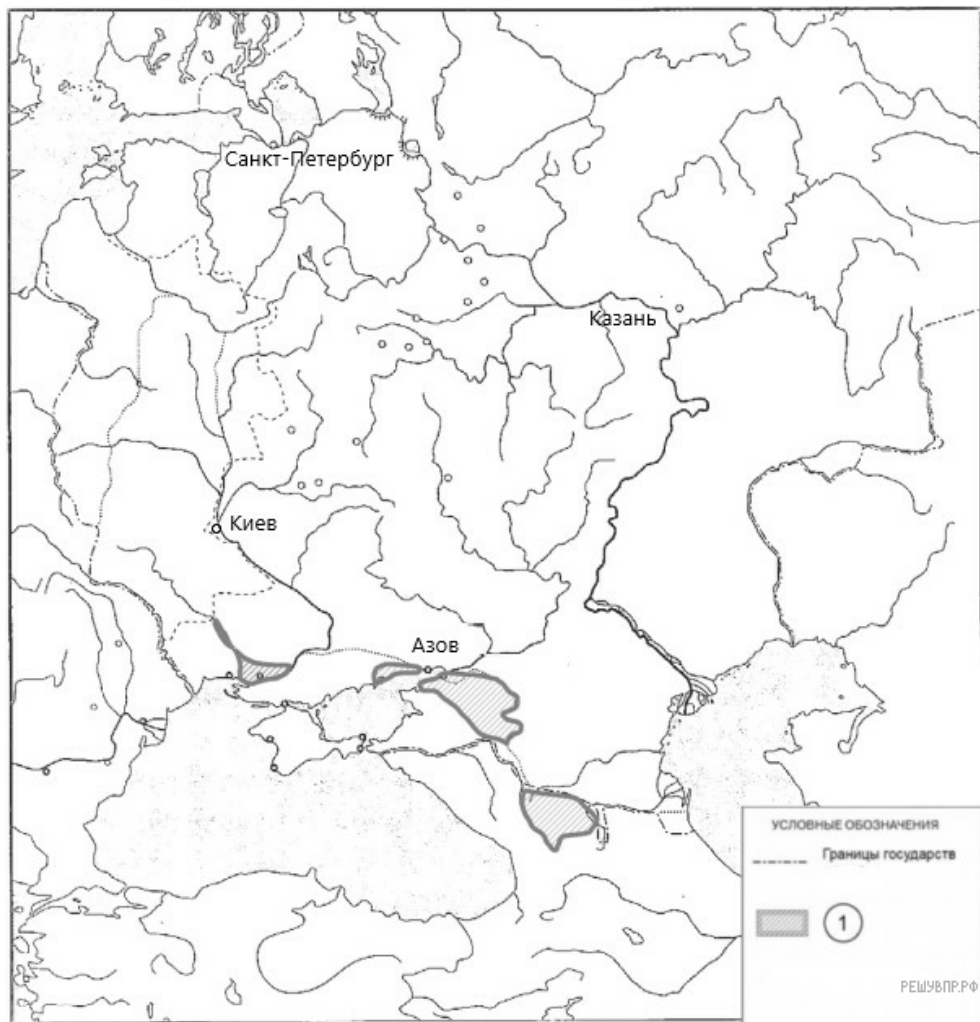 Санкт-Петербург
Казань
Киев
Азов
УСЛОВНЫЕ ОБОЗНАЧЕНИЯ
Границы государств
1
РЕШУВПР.РФ